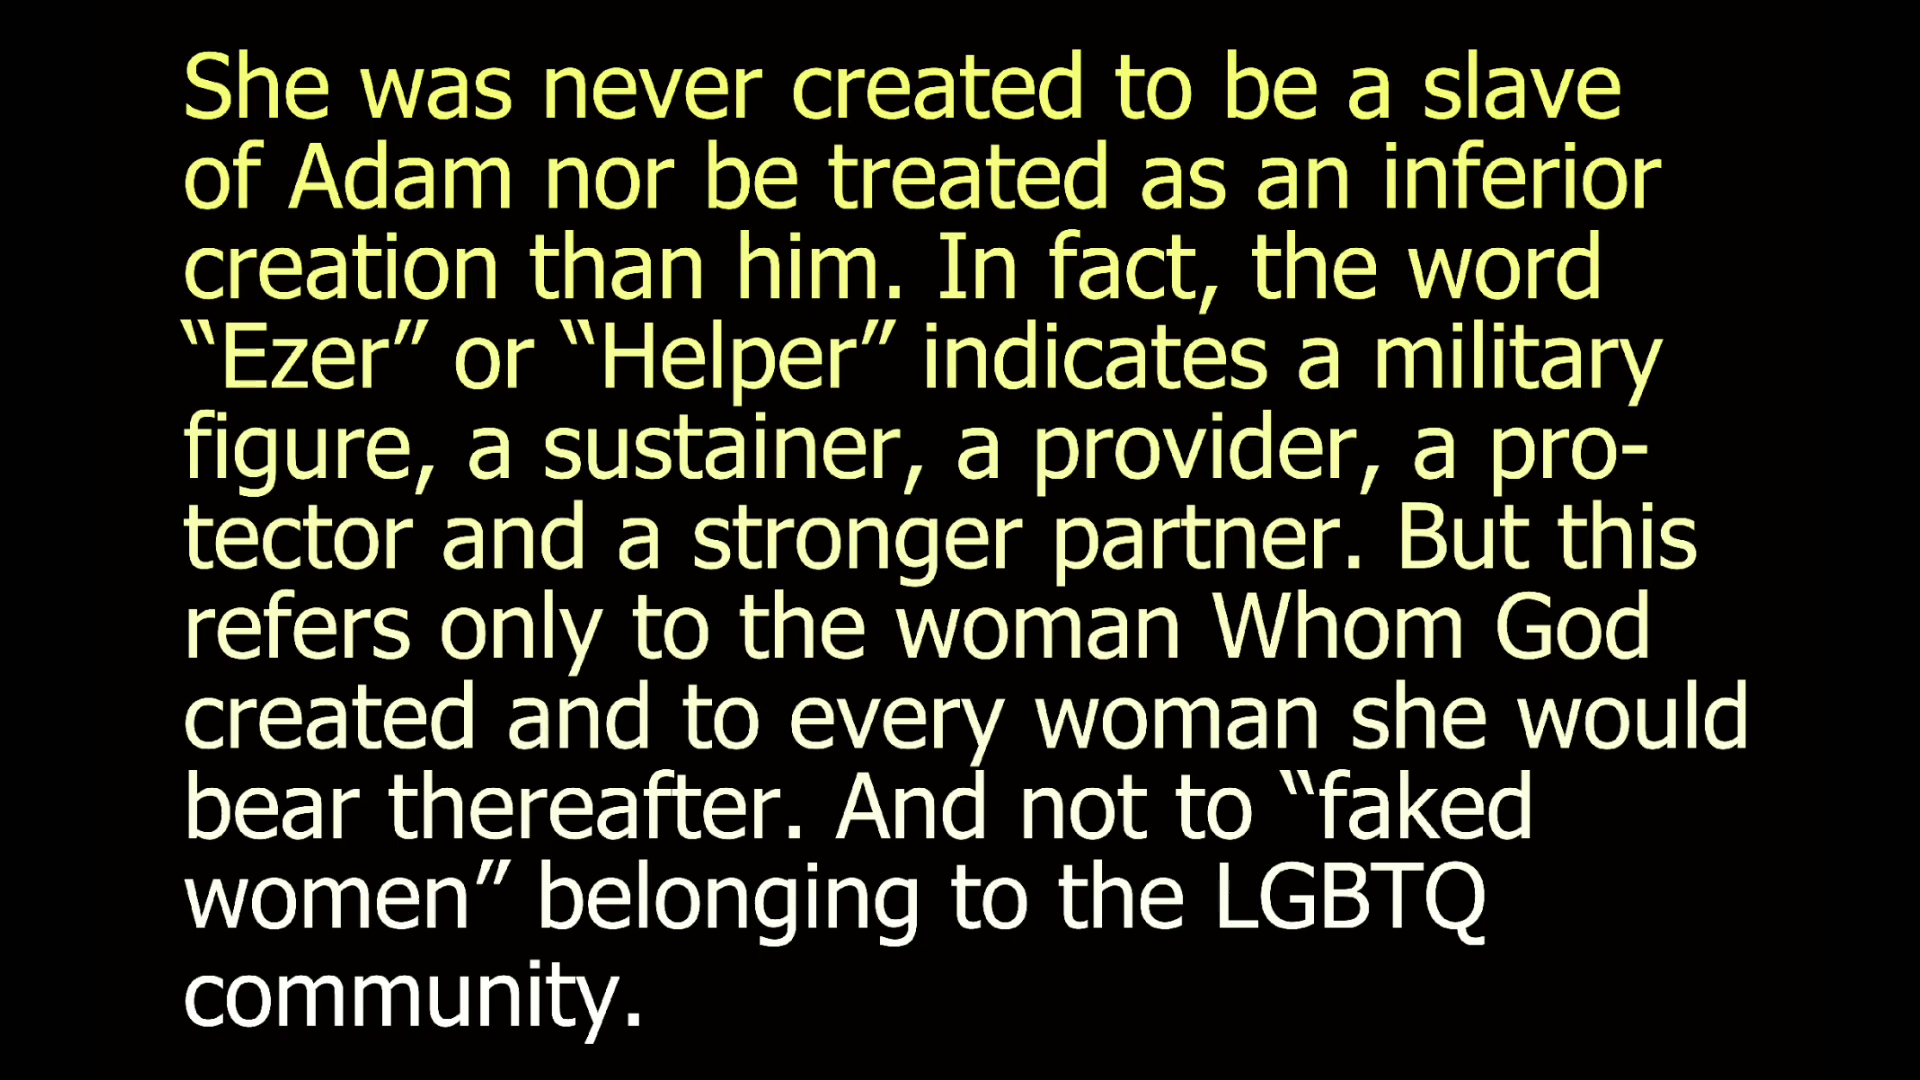 She was never created to be a slave
of Adam nor be treated as an inferior
creation than him. In fact, the word
“Ezer” or “Helper” indicates a military
figure, a sustainer, a provider, a pro-
tector and a stronger partner. But this
refers only to the woman Whom God
created and to every woman she would
bear thereafter. And not to “faked
women” belonging to the LGBTQ
community.